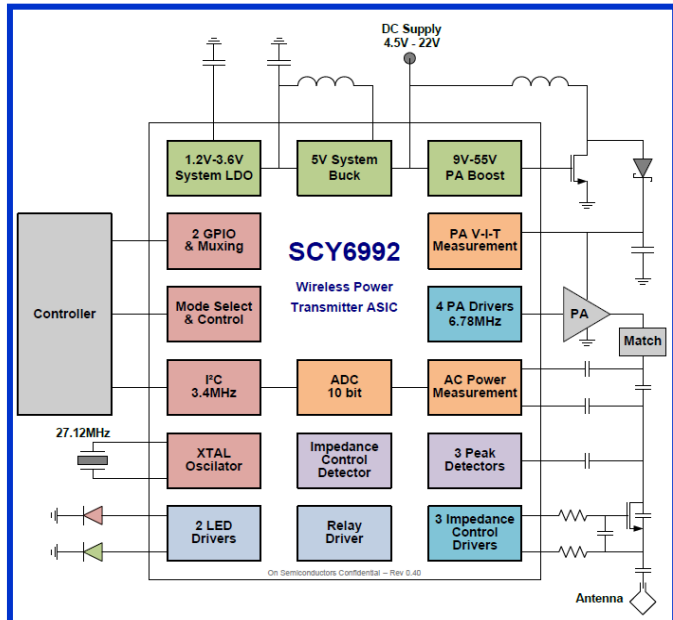 DC Supply
4.5V - 22V
1.2V-3.6V
System LDO
5V System
Buck
9V-55V
PA Boost
2 GPIO
& Muxing
SCY6992
Wireless Power
Transmitter ASIC
PA V-I-T
Measurement
Controller
Mode Select
& Control
4 PA Drivers
6.78MHz
PA
Match
I²C
3.4MHz
ADC
10 bit
AC Power
Measurement
27.12MHz
XTAL
Oscilator
Impedance
Control
Detector
3 Peak
Detectors
2 LED
Drivers
Relay
Driver
3 Impedance
Control
Drivers
On Semiconductors Confidential – Rev 0.40
Antenna